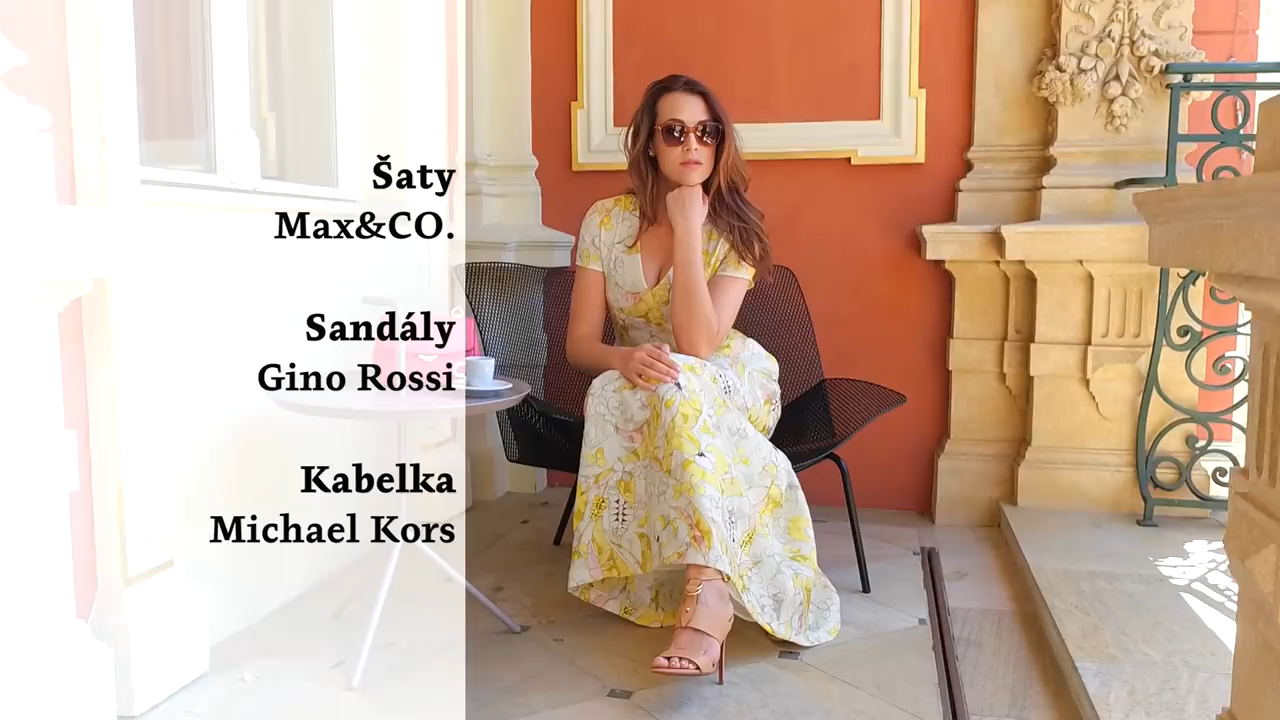 Šaty
Max&CO.
Sandály
Gino Rossi
Kabelka
Michael Kors